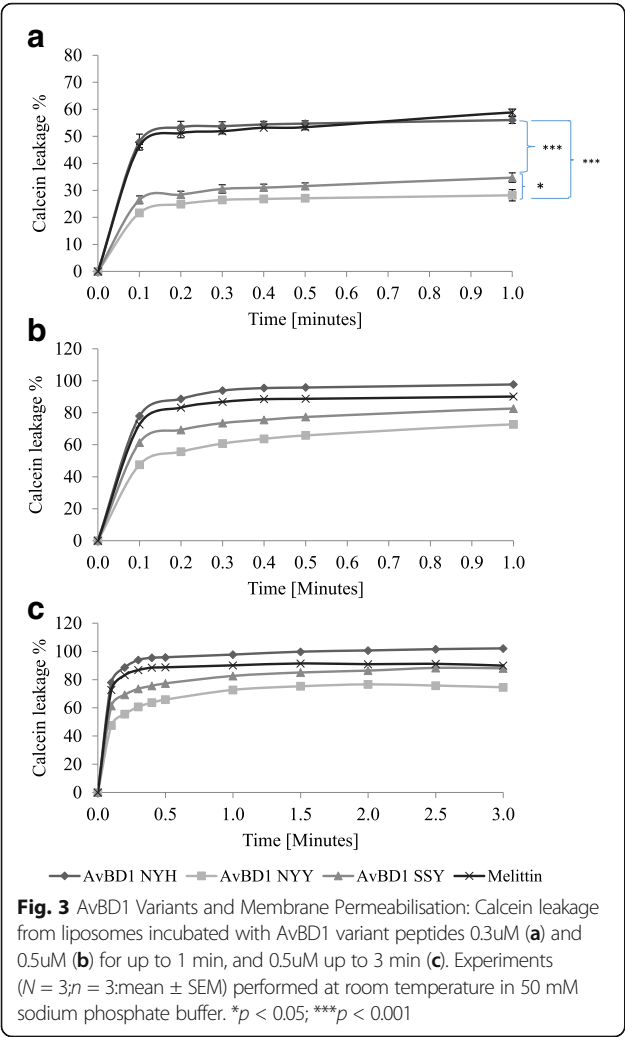 a
80
70
60
50
40
30
20
10
0
Calcein leakage %
***
*
***
0.0 0.1 0.2 0.3 0.4 0.5 0.6 0.7 0.8 0.9 1.0
Time [minutes]
b
120
100
80
60
40
20
0
Calcein leakage %
0.0 0.1 0.2 0.3 0.4 0.5 0.6 0.7 0.8 0.9 1.0
Time [Minutes]
c
120
100
80
60
40
20
0
Calcein leakage %
0.0 0.5 1.0 1.5 2.0 2.5 3.0
Time [Minutes]
AvBD1 NYH AvBD1 NYY AvBD1 SSY Melittin
Fig. 3 AvBD1 Variants and Membrane Permeabilisation: Calcein leakage
from liposomes incubated with AvBD1 variant peptides 0.3uM (a) and
0.5uM (b) for up to 1 min, and 0.5uM up to 3 min (c). Experiments
(N = 3;n = 3:mean ± SEM) performed at room temperature in 50 mM
sodium phosphate buffer. *p < 0.05; ***p < 0.001